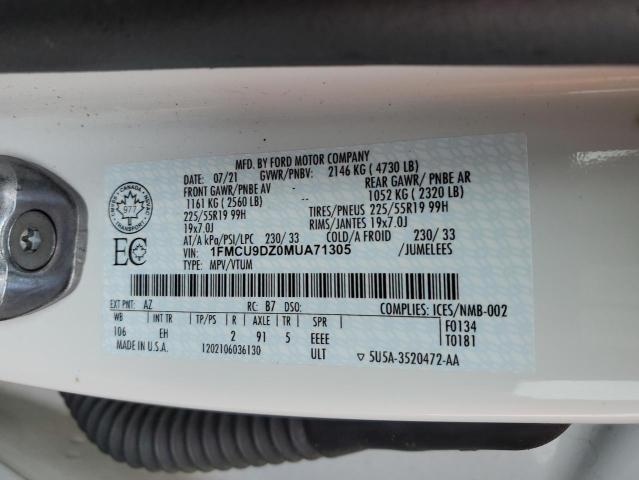 MFD. BY FORD MOTOR COMPANY
DATE: 07/21 GVWR/PNBV: 2146 KG ( 4730 LB)
FRONT GAWR/PNBE AV REAR GAWR/ PNBE AR
1161 KG ( 2560 LB) 1052 KG ( 2320 LB)
225/55R19 99H TIRES/PNEUS 225/55R19 99H
19x7.0J RIMS/JANTES 19x7.0J
AT/A kPa/PSI/LPC 230/ 33 COLD/A FROID 230/ 33
VIN: 1FMCU9DZ0MUA71305 /JUMELEES
TYPE: MPV/VTUM
CANADA
977
EC
EXT PNT: AZ RC: B7 DSO: COMPLIES: ICES/NMB-002
WB INT TR TP/PS R AXLE TR SPR F0134
106 EH 2 91 5 EEEE T0181
MADE IN U.S.A. 1202106036130 ULT ▽ 5U5A-3520472-AA